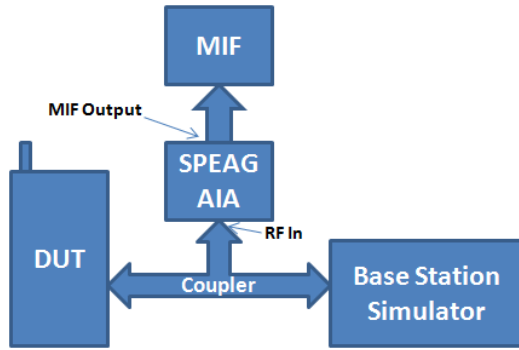 MIF
MIF Output
SPEAG
AIA
RF In
DUT
Coupler
Base Station
Simulator